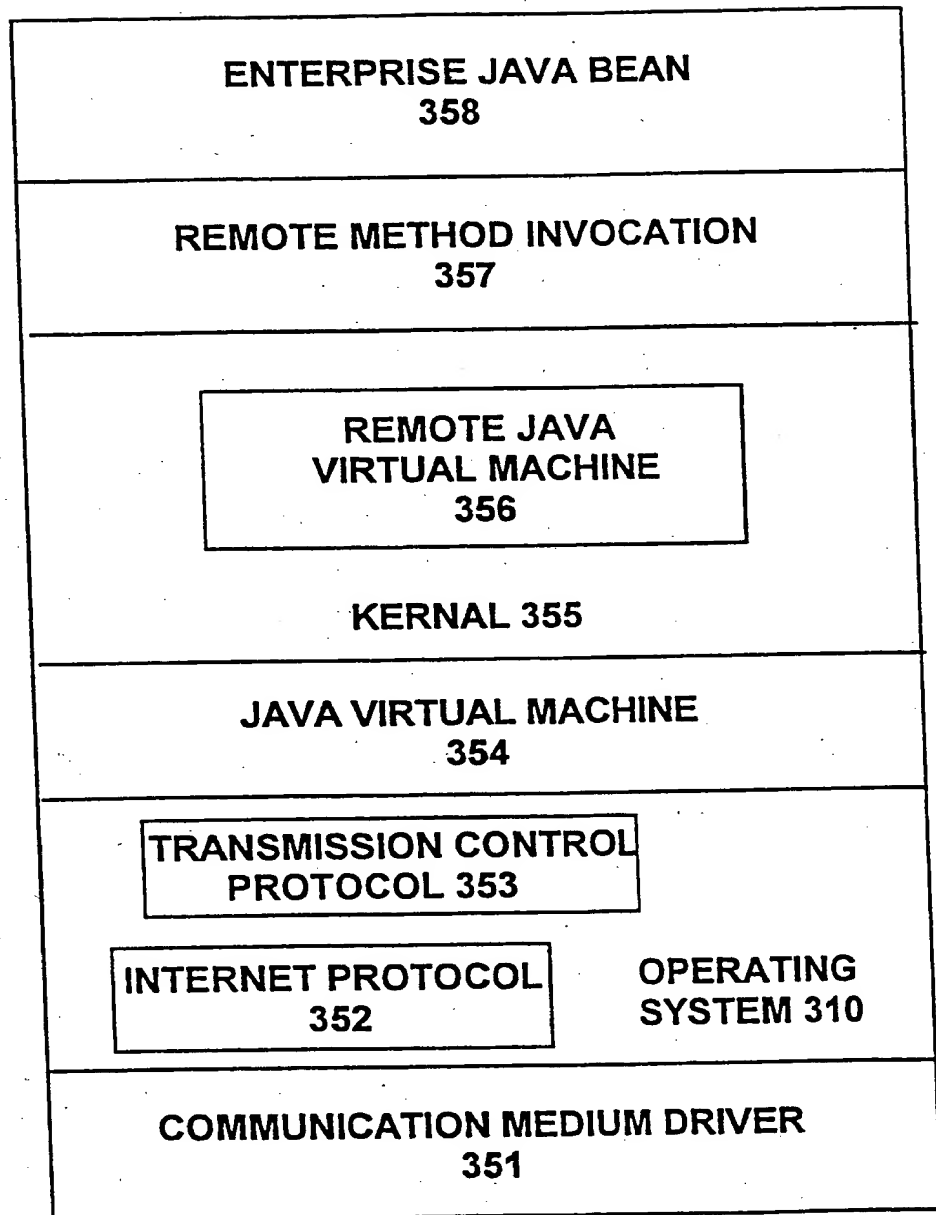 ENTERPRISE JAVA BEAN
358
REMOTE METHOD INVOCATION
357
REMOTE JAVA
VIRTUAL MACHINE
356
KERNAL 355
JAVA VIRTUAL MACHINE
354
TRANSMISSION CONTROL
PROTOCOL 353
INTERNET PROTOCOL
352
OPERATING
SYSTEM 310
COMMUNICATION MEDIUM DRIVER
351